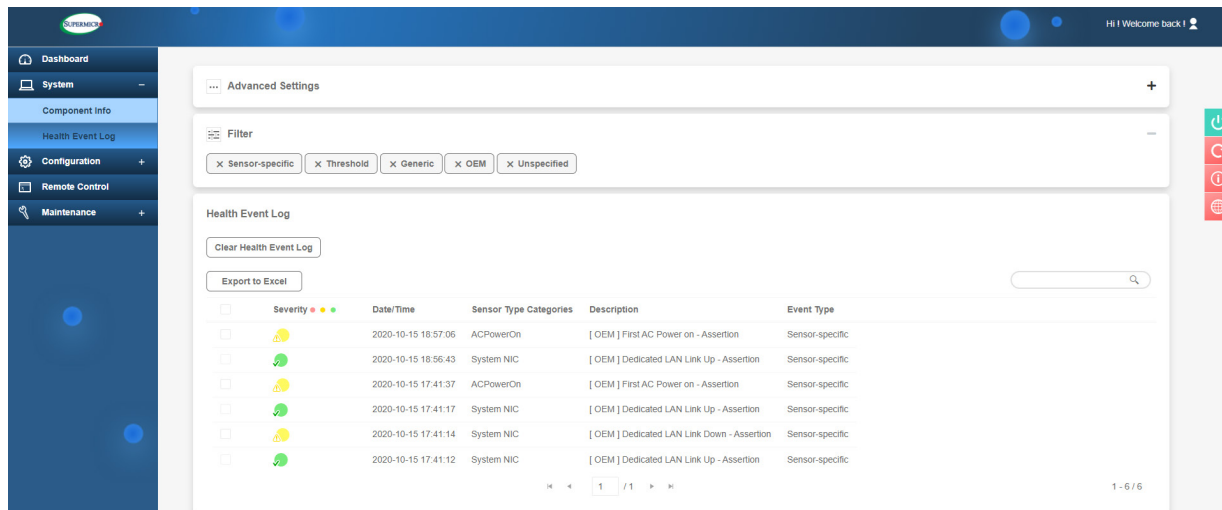 SUPERMICR
Hi ! Welcome back !
Dashboard
System −
Component Info
Health Event Log
Configuration +
Remote Control
Maintenance +
Advanced Settings +
Filter −
× Sensor-specific × Threshold × Generic × OEM × Unspecified
Health Event Log
Clear Health Event Log
Export to Excel
Severity Date/Time Sensor Type Categories Description Event Type
2020-10-15 18:57:06 ACPowerOn [ OEM ] First AC Power on - Assertion Sensor-specific
2020-10-15 18:56:43 System NIC [ OEM ] Dedicated LAN Link Up - Assertion Sensor-specific
2020-10-15 17:41:37 ACPowerOn [ OEM ] First AC Power on - Assertion Sensor-specific
2020-10-15 17:41:17 System NIC [ OEM ] Dedicated LAN Link Up - Assertion Sensor-specific
2020-10-15 17:41:14 System NIC [ OEM ] Dedicated LAN Link Down - Assertion Sensor-specific
2020-10-15 17:41:12 System NIC [ OEM ] Dedicated LAN Link Up - Assertion Sensor-specific
1 / 1 1 - 6 / 6